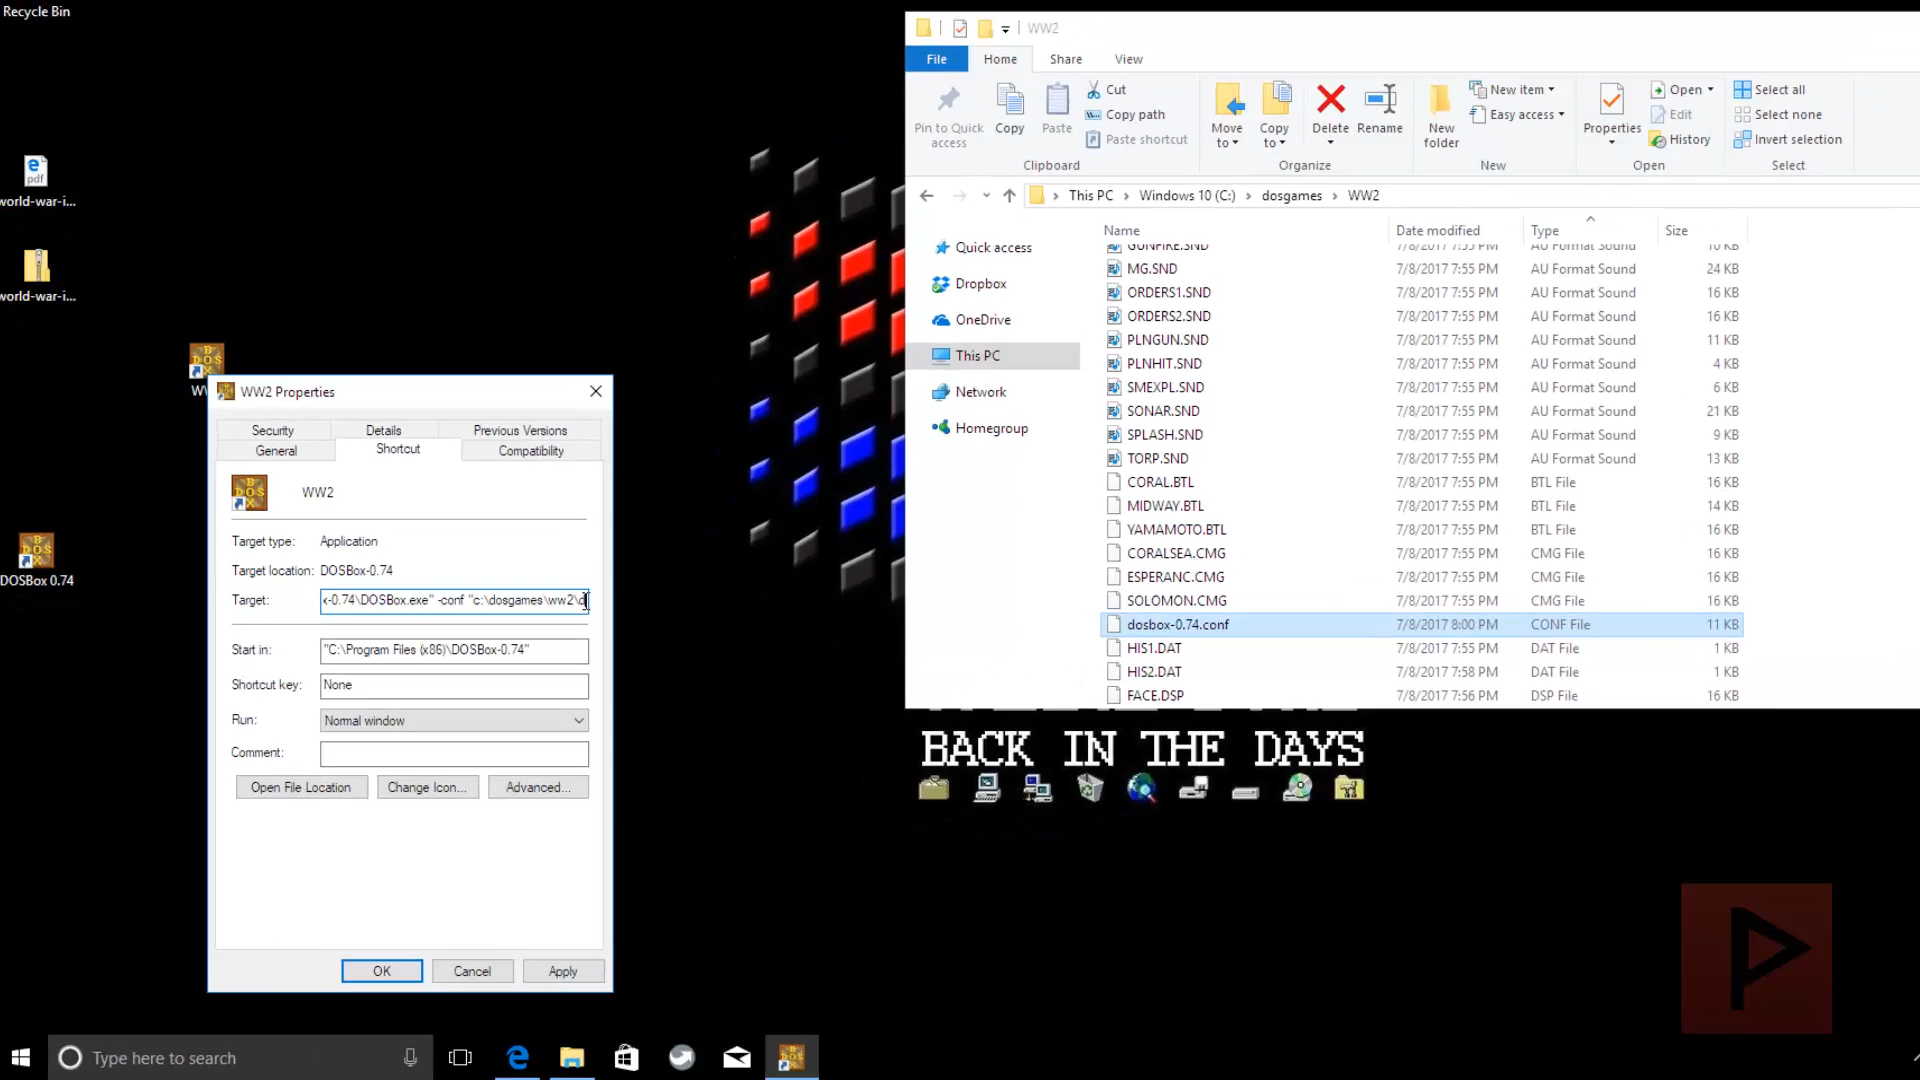 Recycle Bin
pdf
world-war-i...
world-war-i...
DOSBox 0.74
WW2 Properties
Security
Details
Previous Versions
General
Shortcut
Compatibility
WW2
Target type:
Application
Target location:
DOSBox-0.74
Target:
-0.74\DOSBox.exe" -conf "c:\dosgames\ww2\d
Start in:
"C:\Program Files (x86)\DOSBox-0.74"
Shortcut key:
None
Run:
Normal window
Comment:
Open File Location
Change Icon...
Advanced...
OK
Cancel
Apply
WW2
File
Home
Share
View
Pin to Quick
access
Copy
Paste
Cut
Copy path
Paste shortcut
Clipboard
Move
to
Copy
to
Delete
Rename
Organize
New
folder
New item
Easy access
New
Properties
Open
Edit
History
Open
Select all
Select none
Invert selection
Select
This PC
Windows 10 (C:)
dosgames
WW2
Quick access
Dropbox
OneDrive
This PC
Network
Homegroup
Name
Date modified
Type
Size
GUNFIRE.SND 7/8/2017 7:55 PM AU Format Sound 10 KB
MG.SND 7/8/2017 7:55 PM AU Format Sound 24 KB
ORDERS1.SND 7/8/2017 7:55 PM AU Format Sound 16 KB
ORDERS2.SND 7/8/2017 7:55 PM AU Format Sound 16 KB
PLNGUN.SND 7/8/2017 7:55 PM AU Format Sound 11 KB
PLNHIT.SND 7/8/2017 7:55 PM AU Format Sound 4 KB
SMEXPL.SND 7/8/2017 7:55 PM AU Format Sound 6 KB
SONAR.SND 7/8/2017 7:55 PM AU Format Sound 21 KB
SPLASH.SND 7/8/2017 7:55 PM AU Format Sound 9 KB
TORP.SND 7/8/2017 7:55 PM AU Format Sound 13 KB
CORAL.BTL 7/8/2017 7:55 PM BTL File 16 KB
MIDWAY.BTL 7/8/2017 7:55 PM BTL File 14 KB
YAMAMOTO.BTL 7/8/2017 7:55 PM BTL File 16 KB
CORALSEA.CMG 7/8/2017 7:55 PM CMG File 16 KB
ESPERANC.CMG 7/8/2017 7:55 PM CMG File 16 KB
SOLOMON.CMG 7/8/2017 7:55 PM CMG File 16 KB
dosbox-0.74.conf 7/8/2017 8:00 PM CONF File 11 KB
HIS1.DAT 7/8/2017 7:55 PM DAT File 1 KB
HIS2.DAT 7/8/2017 7:58 PM DAT File 1 KB
FACE.DSP 7/8/2017 7:56 PM DSP File 16 KB
BACK IN THE DAYS
Type here to search